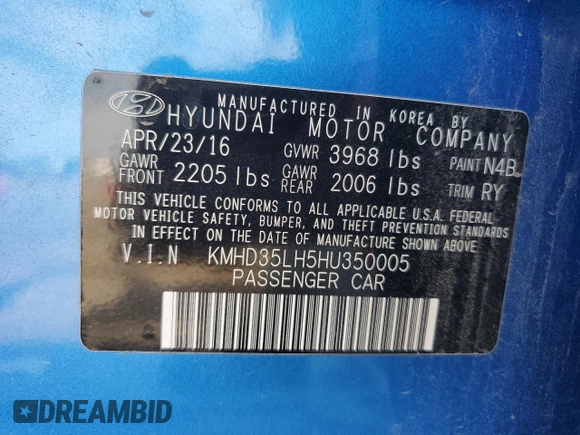 MANUFACTURED IN KOREA BY
HYUNDAI MOTOR COMPANY
APR/23/16 GVWR 3968 lbs PAINT N4B
GAWR FRONT 2205 lbs GAWR REAR 2006 lbs TRIM RY
THIS VEHICLE CONFORMS TO ALL APPLICABLE U.S.A. FEDERAL
MOTOR VEHICLE SAFETY, BUMPER, AND THEFT PREVENTION STANDARDS
IN EFFECT ON THE DATE OF MANUFACTURE SHOWN ABOVE.
V.I.N KMHD35LH5HU350005
PASSENGER CAR
DREAMBID